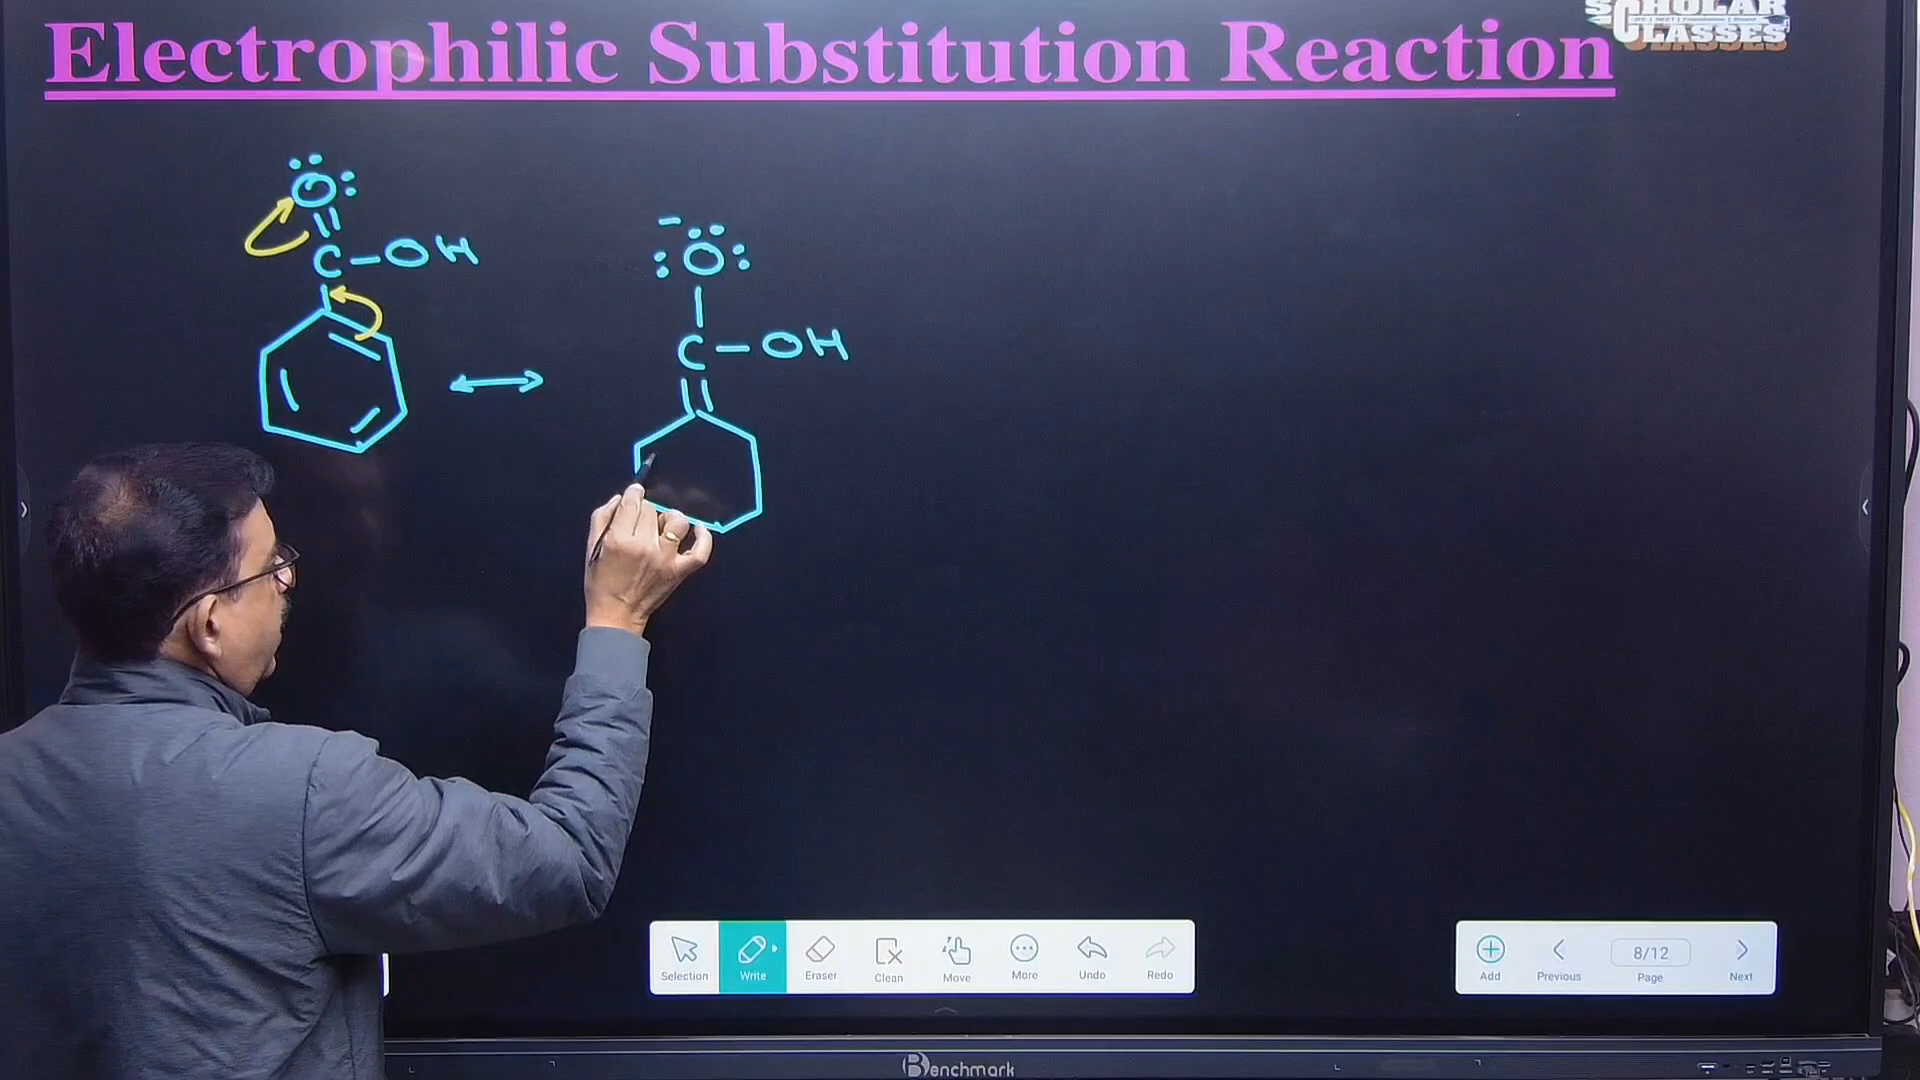 SCHOLAR
CLASSES
Electrophilic Substitution Reaction
O
C-OH
-
O
C-OH
Selection
Write
Eraser
Clean
Move
More
Undo
Redo
Add
Previous
8/12
Page
Next
Benchmark